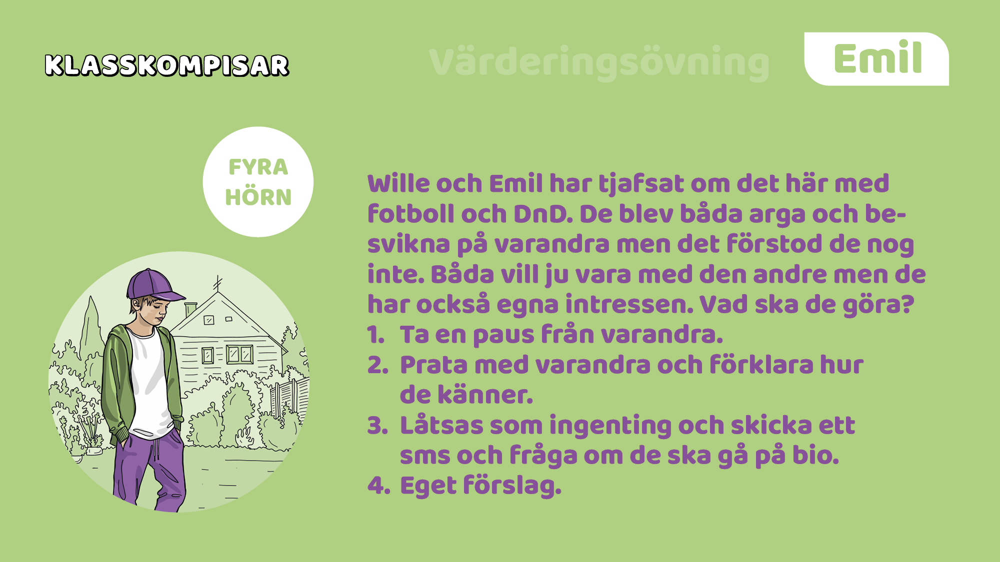 KLASSKOMPISAR
Värderingsövning
Emil
FYRA
HÖRN
Wille och Emil har tjafsat om det här med
fotboll och DnD. De blev båda arga och be-
svikna på varandra men det förstod de nog
inte. Båda vill ju vara med den andre men de
har också egna intressen. Vad ska de göra?
1. Ta en paus från varandra.
2. Prata med varandra och förklara hur
de känner.
3. Låtsas som ingenting och skicka ett
sms och fråga om de ska gå på bio.
4. Eget förslag.